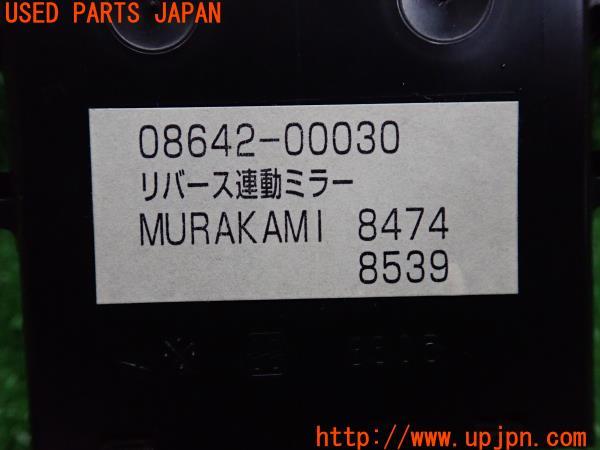 USED PARTS JAPAN
08642-00030
リバース連動ミラー
MURAKAMI 8474
8539
http://www.upjpn.com/